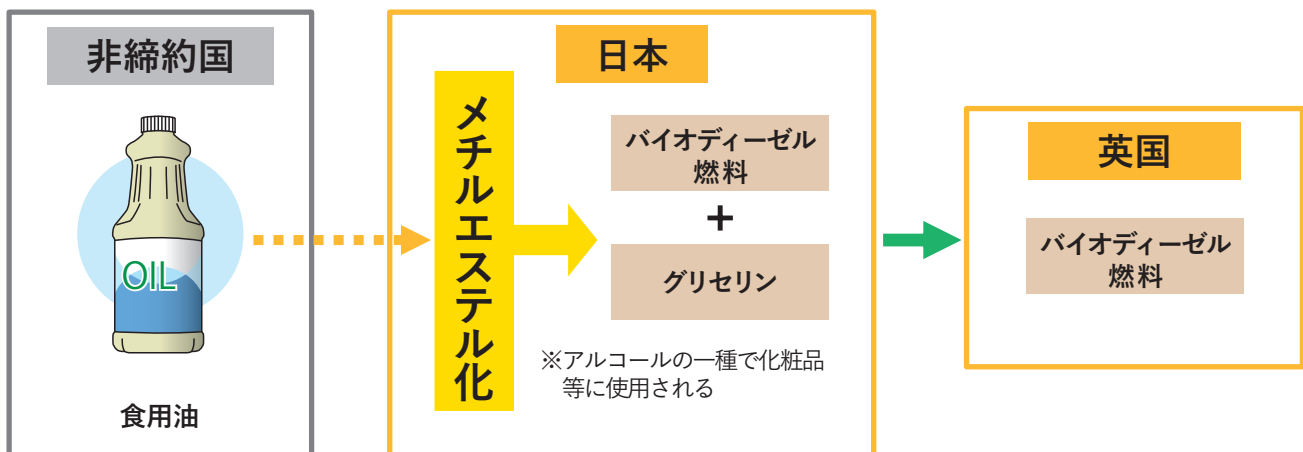 非締約国
OIL
食用油
日本
メチルエステル化
バイオディーゼル
燃料
+
グリセリン
※アルコールの一種で化粧品
等に使用される
英国
バイオディーゼル
燃料